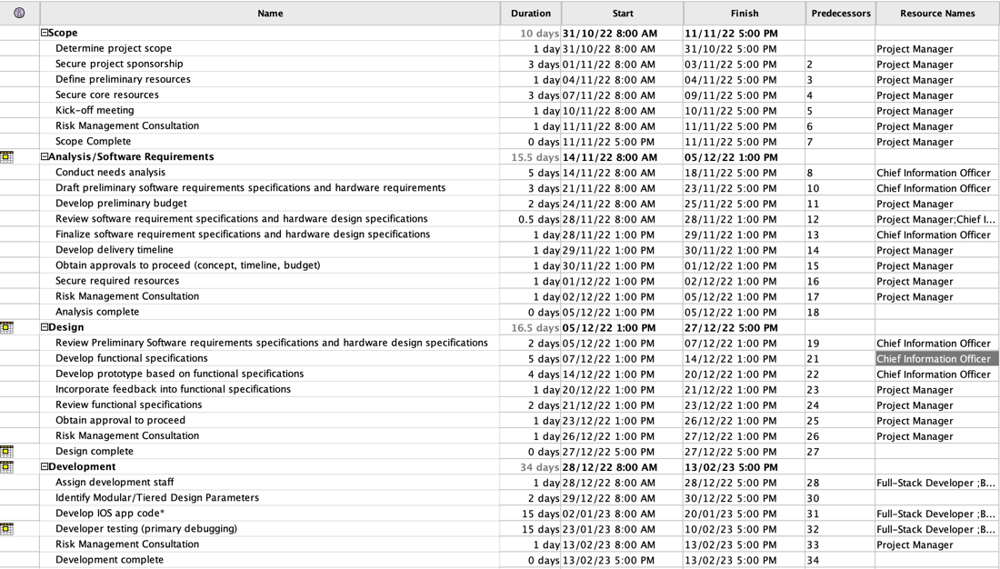 Name Duration Start Finish Predecessors Resource Names
Scope 10 days 31/10/22 8:00 AM 11/11/22 5:00 PM
Determine project scope 1 day 31/10/22 8:00 AM 31/10/22 5:00 PM Project Manager
Secure project sponsorship 3 days 01/11/22 8:00 AM 03/11/22 5:00 PM 2 Project Manager
Define preliminary resources 1 day 04/11/22 8:00 AM 04/11/22 5:00 PM 3 Project Manager
Secure core resources 3 days 07/11/22 8:00 AM 09/11/22 5:00 PM 4 Project Manager
Kick-off meeting 1 day 10/11/22 8:00 AM 10/11/22 5:00 PM 5 Project Manager
Risk Management Consultation 1 day 11/11/22 8:00 AM 11/11/22 5:00 PM 6 Project Manager
Scope Complete 0 days 11/11/22 5:00 PM 11/11/22 5:00 PM 7
Analysis/Software Requirements 15.5 days 14/11/22 8:00 AM 05/12/22 1:00 PM
Conduct needs analysis 5 days 14/11/22 8:00 AM 18/11/22 5:00 PM 8 Chief Information Officer
Draft preliminary software requirements specifications and hardware requirements 3 days 21/11/22 8:00 AM 23/11/22 5:00 PM 10 Chief Information Officer
Develop preliminary budget 2 days 24/11/22 8:00 AM 25/11/22 5:00 PM 11 Project Manager
Review software requirement specifications and hardware design specifications 0.5 days 28/11/22 8:00 AM 28/11/22 1:00 PM 12 Project Manager;Chief I...
Finalize software requirement specifications and hardware design specifications 1 day 28/11/22 1:00 PM 29/11/22 1:00 PM 13 Chief Information Officer
Develop delivery timeline 1 day 29/11/22 1:00 PM 30/11/22 1:00 PM 14 Project Manager
Obtain approvals to proceed (concept, timeline, budget) 1 day 30/11/22 1:00 PM 01/12/22 1:00 PM 15 Project Manager
Secure required resources 1 day 01/12/22 1:00 PM 02/12/22 1:00 PM 16 Project Manager
Risk Management Consultation 1 day 02/12/22 1:00 PM 05/12/22 1:00 PM 17 Project Manager
Analysis complete 0 days 05/12/22 1:00 PM 05/12/22 1:00 PM 18
Design 16.5 days 05/12/22 1:00 PM 27/12/22 5:00 PM
Review Preliminary Software requirements specifications and hardware design specifications 2 days 05/12/22 1:00 PM 07/12/22 1:00 PM 19 Chief Information Officer
Develop functional specifications 5 days 07/12/22 1:00 PM 14/12/22 1:00 PM 21 Chief Information Officer
Develop prototype based on functional specifications 4 days 14/12/22 1:00 PM 20/12/22 1:00 PM 22 Chief Information Officer
Incorporate feedback into functional specifications 1 day 20/12/22 1:00 PM 21/12/22 1:00 PM 23 Project Manager
Review functional specifications 2 days 21/12/22 1:00 PM 23/12/22 1:00 PM 24 Project Manager
Obtain approval to proceed 1 day 23/12/22 1:00 PM 26/12/22 1:00 PM 25 Project Manager
Risk Management Consultation 1 day 26/12/22 1:00 PM 27/12/22 1:00 PM 26 Project Manager
Design complete 0 days 27/12/22 5:00 PM 27/12/22 5:00 PM 27
Development 34 days 28/12/22 8:00 AM 13/02/23 5:00 PM
Assign development staff 1 day 28/12/22 8:00 AM 28/12/22 5:00 PM 28 Full-Stack Developer ;B...
Identify Modular/Tiered Design Parameters 2 days 29/12/22 8:00 AM 30/12/22 5:00 PM 30
Develop IOS app code* 15 days 02/01/23 8:00 AM 20/01/23 5:00 PM 31 Full-Stack Developer ;B...
Developer testing (primary debugging) 15 days 23/01/23 8:00 AM 10/02/23 5:00 PM 32 Full-Stack Developer ;B...
Risk Management Consultation 1 day 13/02/23 8:00 AM 13/02/23 5:00 PM 33 Project Manager
Development complete 0 days 13/02/23 5:00 PM 13/02/23 5:00 PM 34